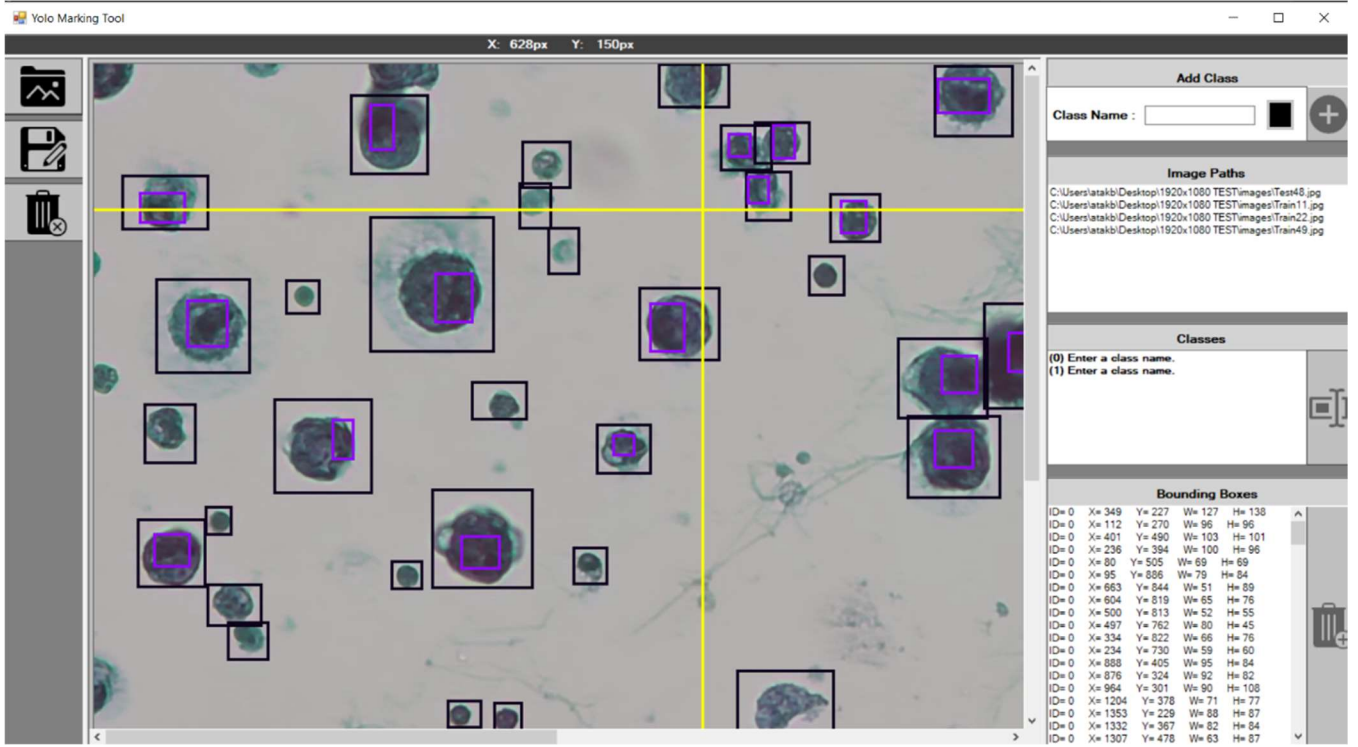 Yolo Marking Tool
X: 628px Y: 150px
Add Class
Class Name :
Image Paths
C:\Users\atakb\Desktop\1920x1080 TEST\images\Test48.jpg
C:\Users\atakb\Desktop\1920x1080 TEST\images\Train11.jpg
C:\Users\atakb\Desktop\1920x1080 TEST\images\Train22.jpg
C:\Users\atakb\Desktop\1920x1080 TEST\images\Train49.jpg
Classes
(0) Enter a class name.
(1) Enter a class name.
Bounding Boxes
ID= 0 X= 349 Y= 227 W= 127 H= 138
ID= 0 X= 112 Y= 270 W= 96 H= 96
ID= 0 X= 401 Y= 490 W= 103 H= 101
ID= 0 X= 236 Y= 394 W= 100 H= 96
ID= 0 X= 80 Y= 505 W= 69 H= 69
ID= 0 X= 95 Y= 886 W= 79 H= 84
ID= 0 X= 663 Y= 844 W= 51 H= 89
ID= 0 X= 604 Y= 819 W= 65 H= 76
ID= 0 X= 500 Y= 813 W= 52 H= 55
ID= 0 X= 497 Y= 762 W= 80 H= 45
ID= 0 X= 334 Y= 822 W= 66 H= 76
ID= 0 X= 234 Y= 730 W= 59 H= 60
ID= 0 X= 888 Y= 405 W= 95 H= 84
ID= 0 X= 876 Y= 324 W= 92 H= 82
ID= 0 X= 964 Y= 301 W= 90 H= 108
ID= 0 X= 1204 Y= 378 W= 71 H= 77
ID= 0 X= 1353 Y= 229 W= 88 H= 87
ID= 0 X= 1332 Y= 367 W= 82 H= 84
ID= 0 X= 1307 Y= 478 W= 63 H= 87